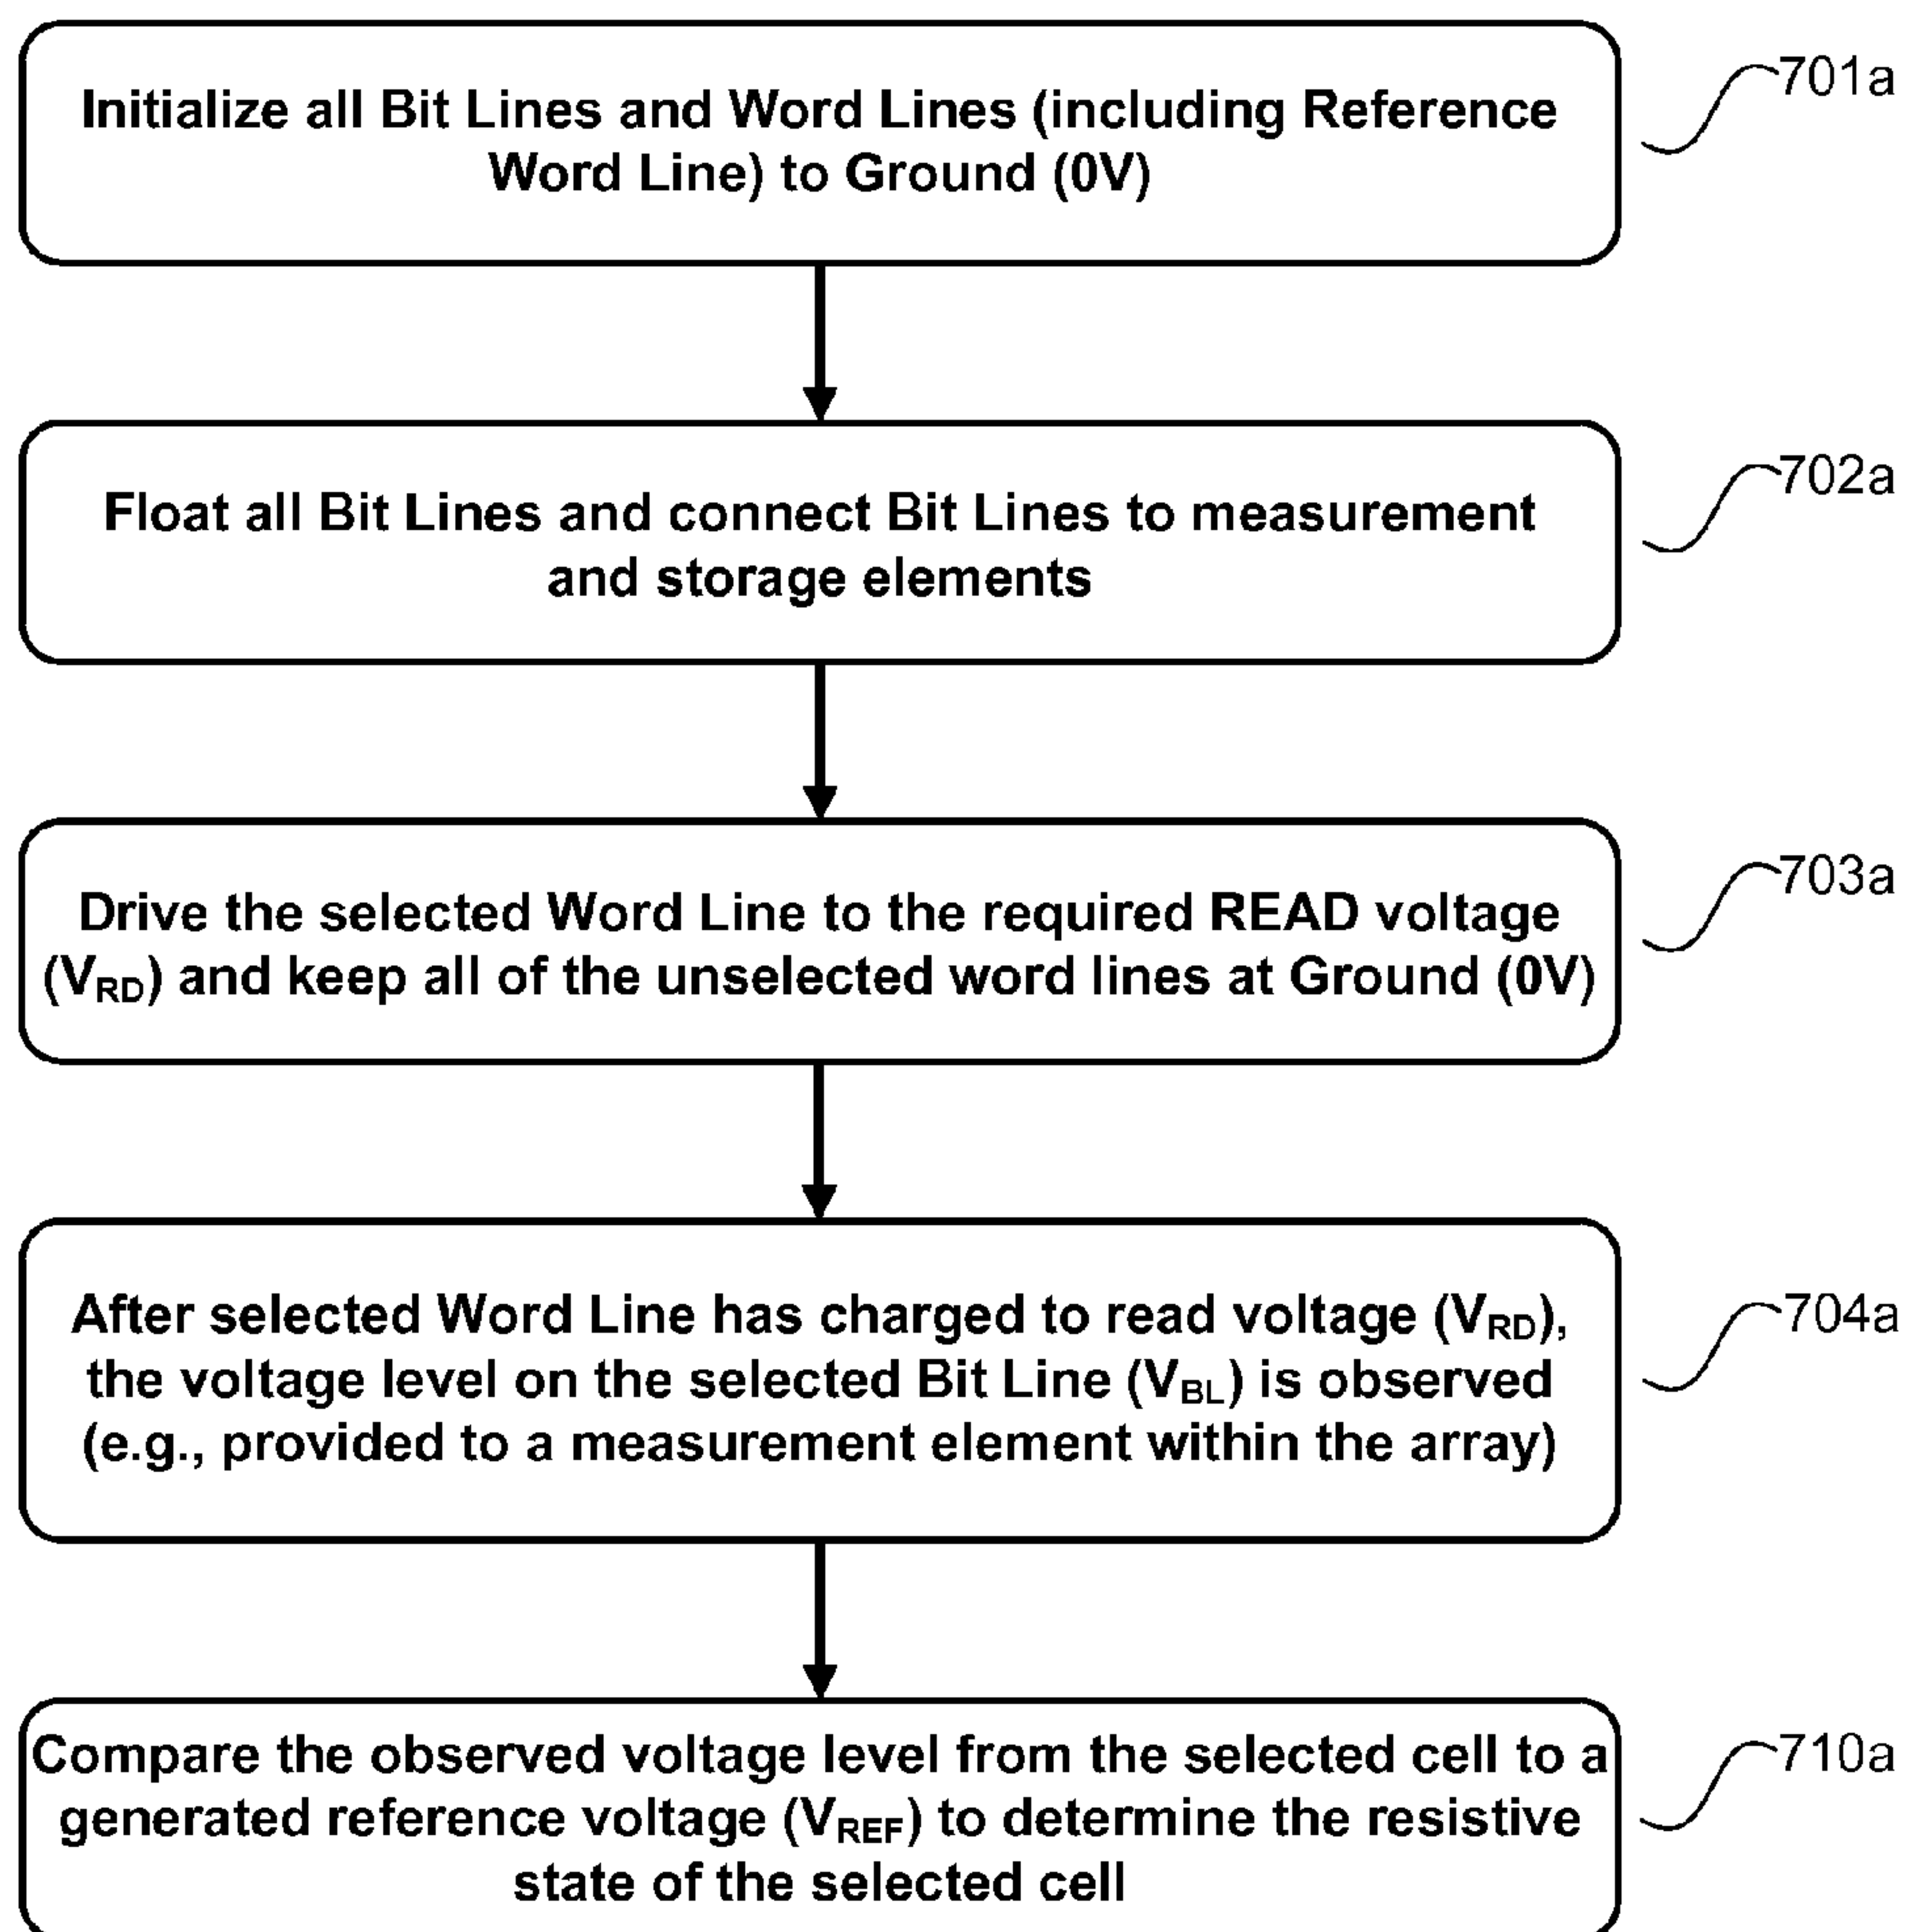 Initialize all Bit Lines and Word Lines (including Reference
Word Line) to Ground (0V)
701a
Float all Bit Lines and connect Bit Lines to measurement
and storage elements
702a
Drive the selected Word Line to the required READ voltage
(VRD) and keep all of the unselected word lines at Ground (0V)
703a
After selected Word Line has charged to read voltage (VRD),
the voltage level on the selected Bit Line (VBL) is observed
(e.g., provided to a measurement element within the array)
704a
Compare the observed voltage level from the selected cell to a
generated reference voltage (VREF) to determine the resistive
state of the selected cell
710a